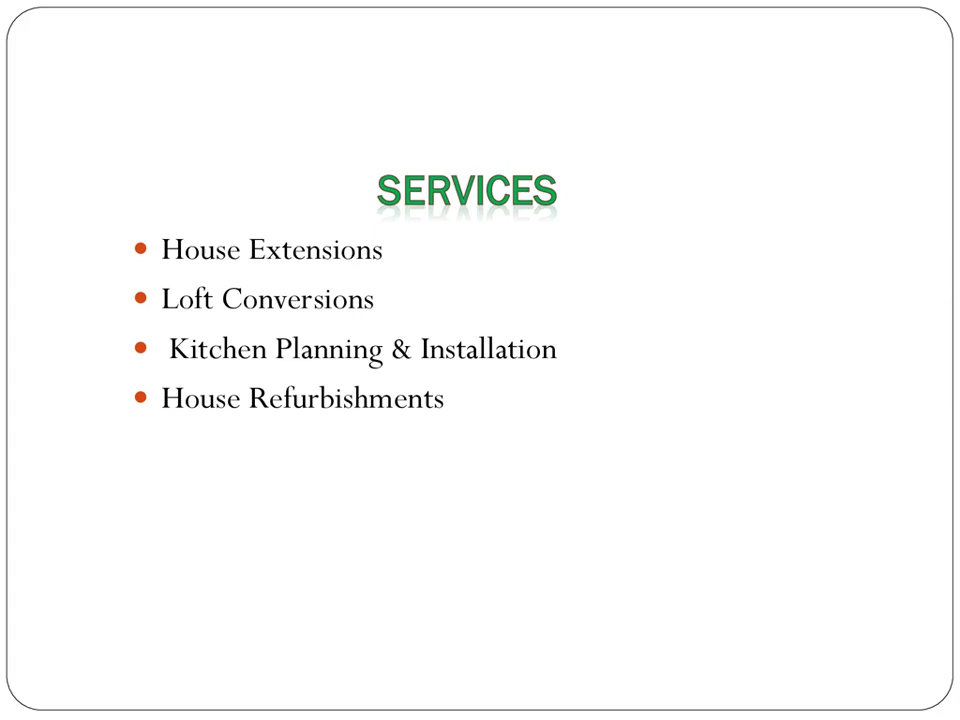 SERVICES
House Extensions
Loft Conversions
Kitchen Planning & Installation
House Refurbishments